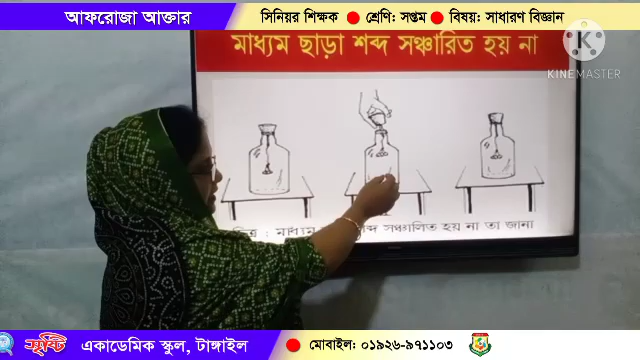 আফরোজা আক্তার
সিনিয়র শিক্ষক ● শ্রেণি: সপ্তম ● বিষয়: সাধারণ বিজ্ঞান
মাধ্যম ছাড়া শব্দ সঞ্চারিত হয় না
KINEMASTER
: মাধ্যম শব্দ সঞ্চালিত হয় না তা জানা
সৃষ্টি একাডেমিক স্কুল, টাঙ্গাইল ● মোবাইল: ০১৯২৬-৯৭১১০৩